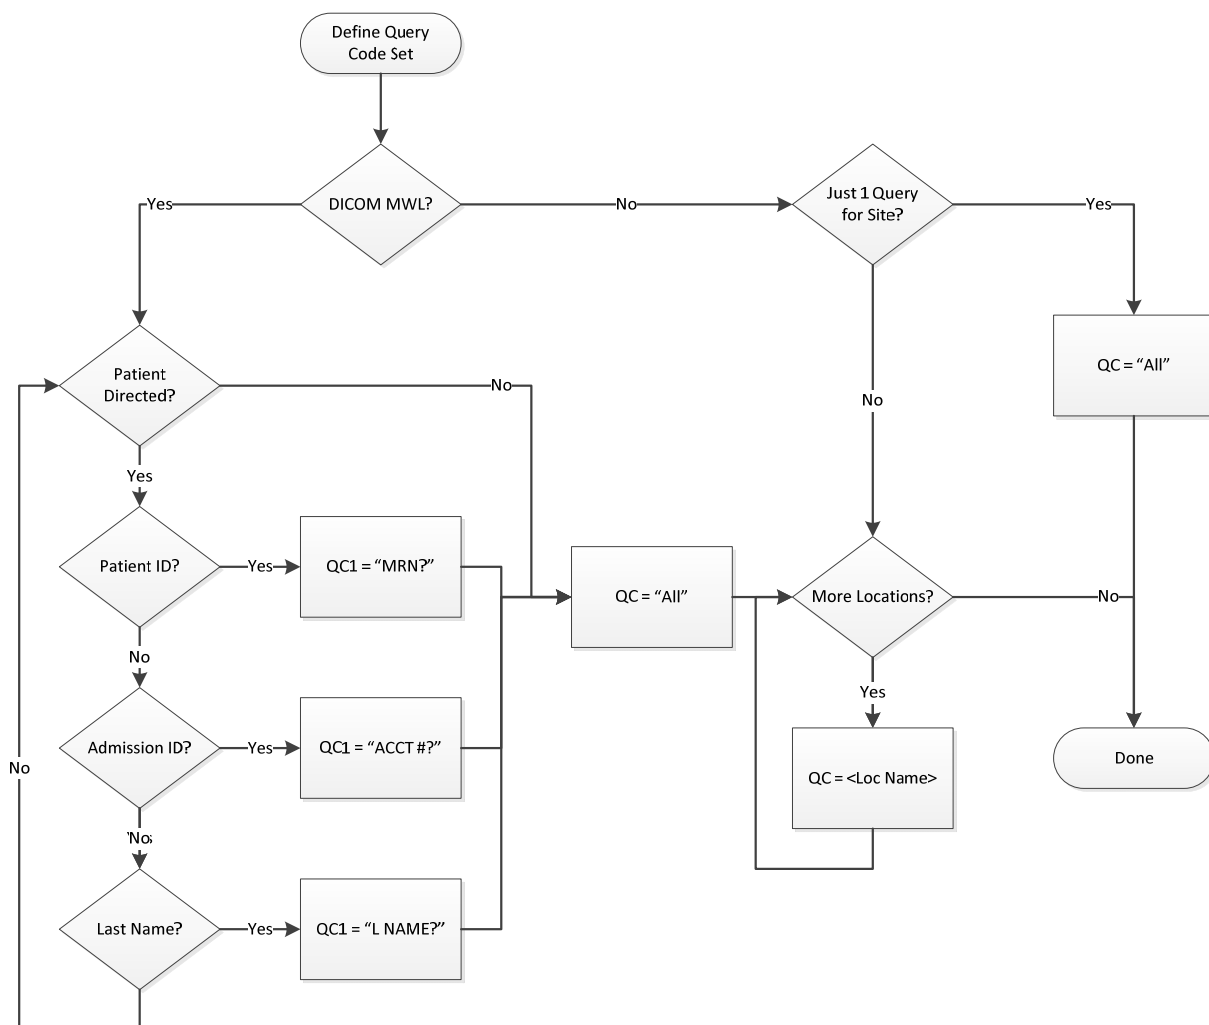 Define Query
Code Set
DICOM MWL?
Yes
No
Just 1 Query
for Site?
Yes
No
QC = “All”
Patient
Directed?
No
Yes
Patient ID?
Yes
QC1 = “MRN?”
No
QC = “All”
More Locations?
No
Yes
QC = <Loc Name>
Done
Admission ID?
Yes
QC1 = “ACCT #?”
No
No
Last Name?
Yes
QC1 = “L NAME?”